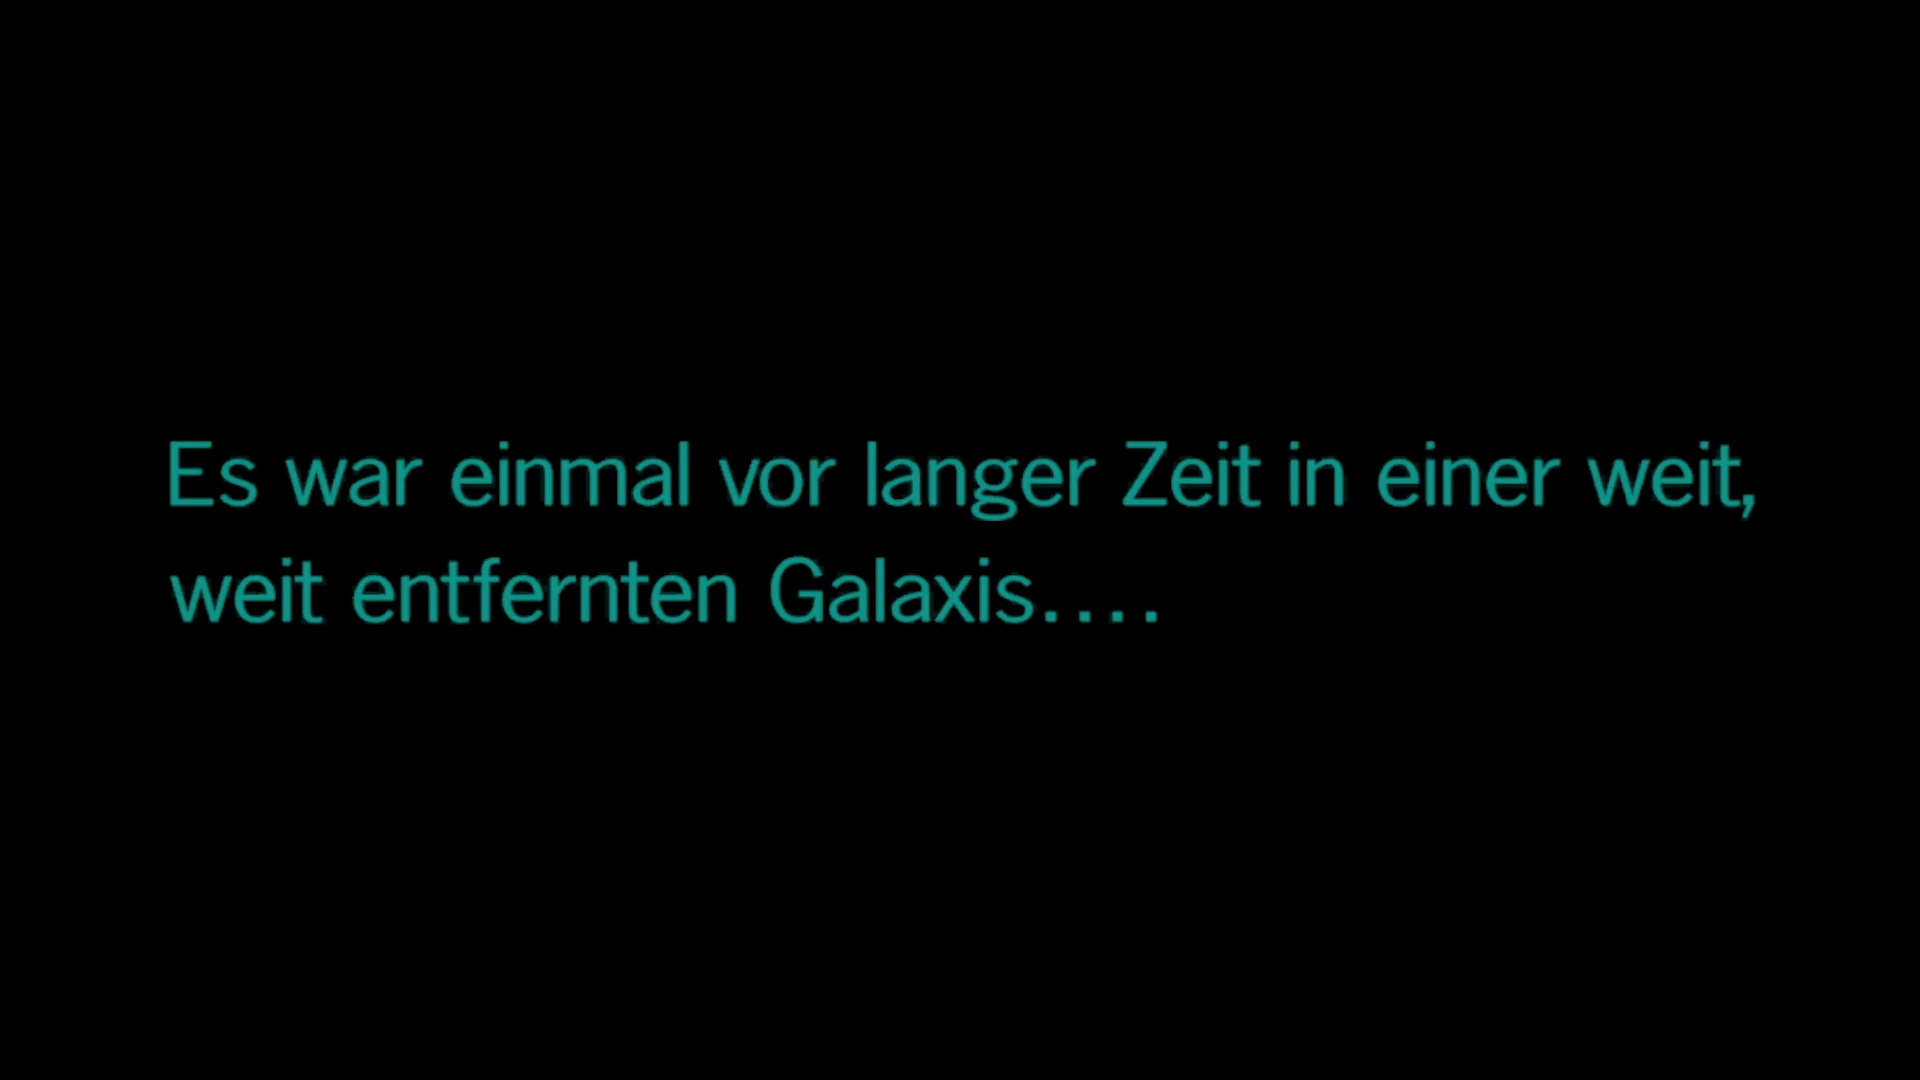 Es war einmal vor langer Zeit in einer weit,
weit entfernten Galaxis....